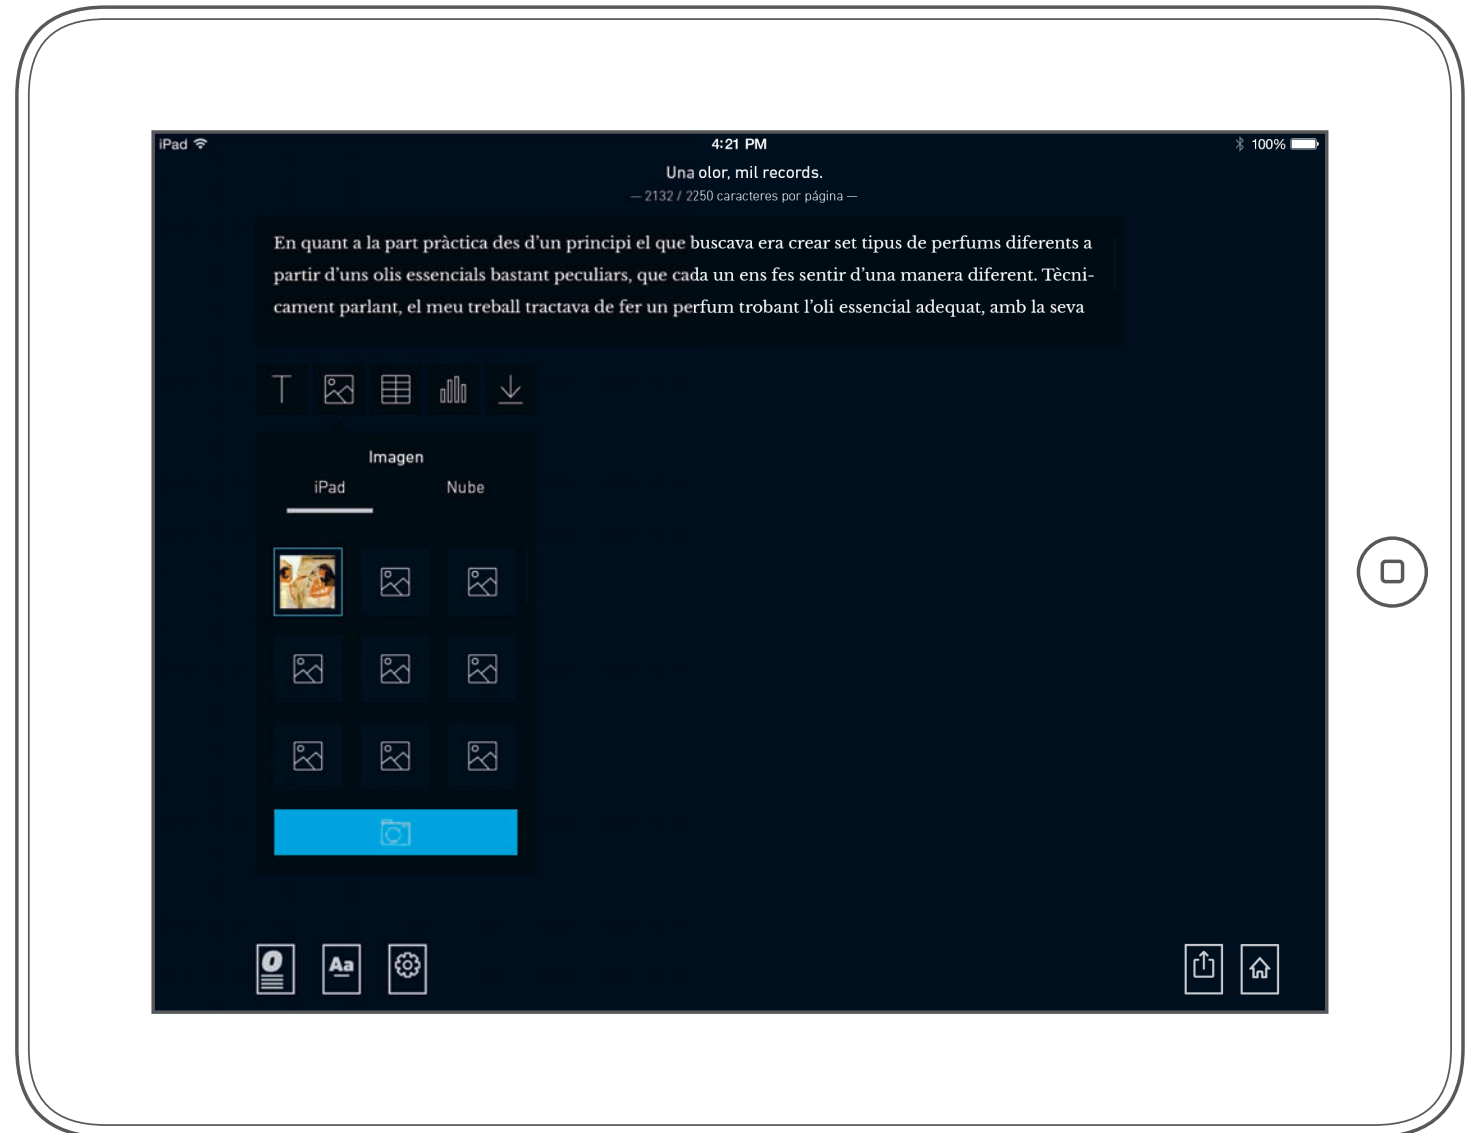 iPad
4:21 PM
100%
Una olor, mil records.
— 2132 / 2250 caracteres por página —
En quant a la part pràctica des d’un principi el que buscava era crear set tipus de perfums diferents a
partir d’uns olis essencials bastant peculiars, que cada un ens fes sentir d’una manera diferent. Tècni-
cament parlant, el meu treball tractava de fer un perfum trobant l’oli essencial adequat, amb la seva
T
Imagen
iPad
Nube
O
Aa